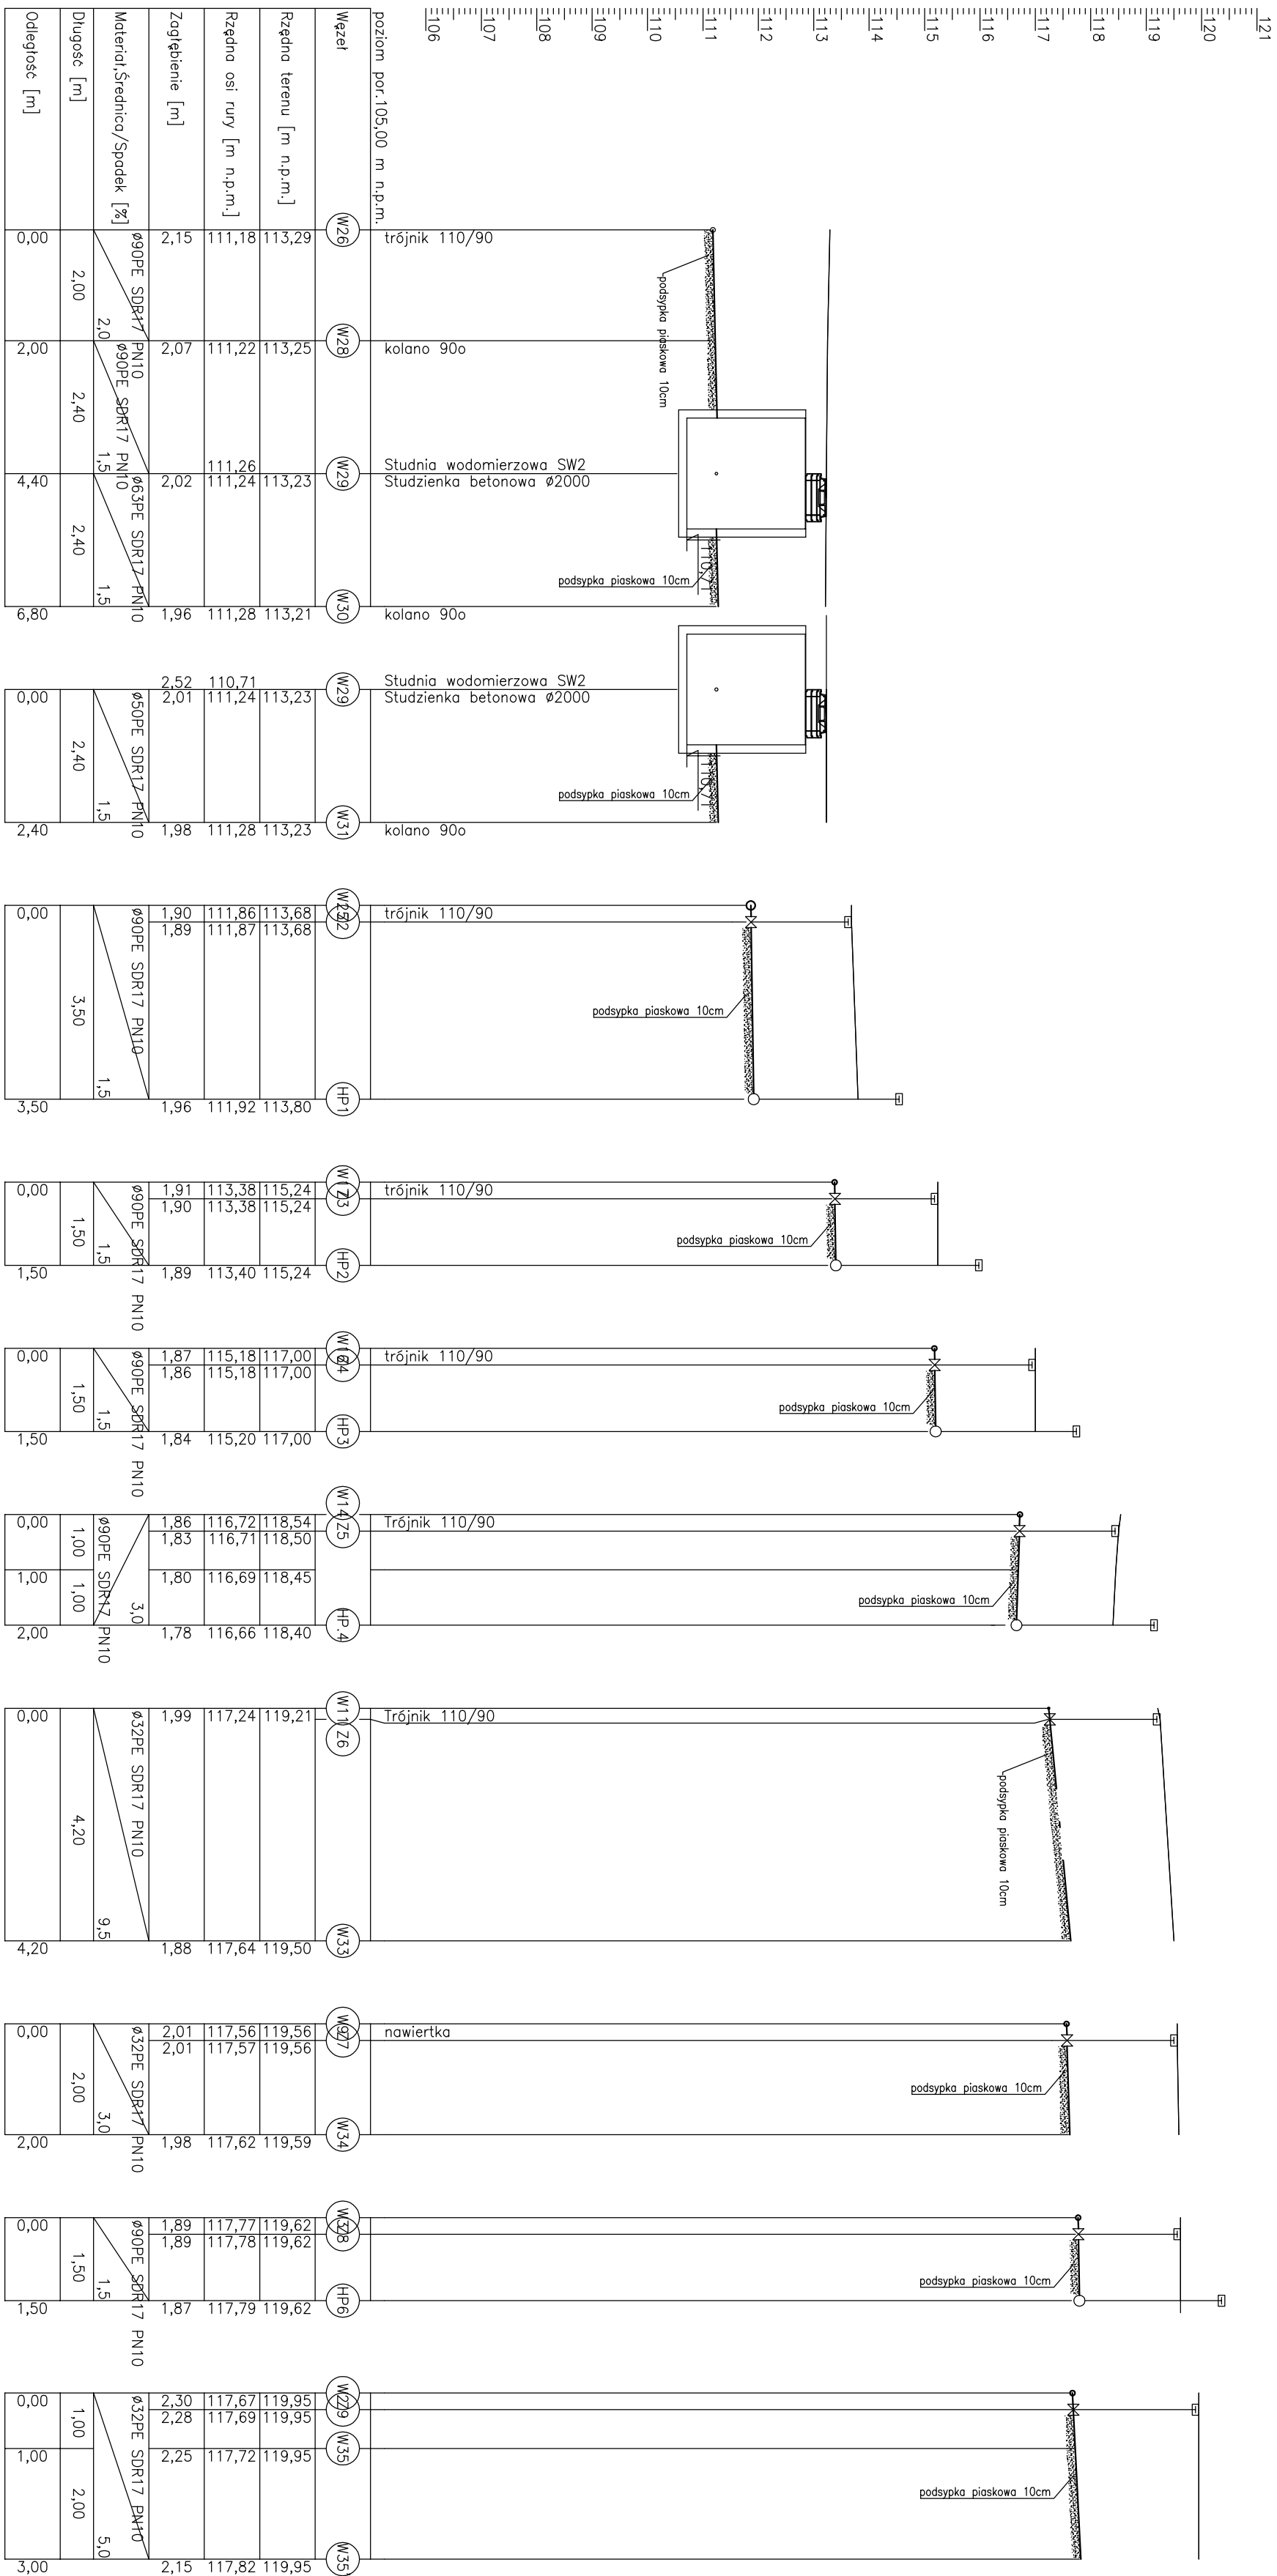 121
120
119
118
117
116
115
114
113
112
111
110
109
108
107
106
poziom por.105,00 m n.p.m.
Węzeł
Rzędna terenu [m n.p.m.]
Rzędna osi rury [m n.p.m.]
Zagłębienie [m]
Materiał,Średnica/Spadek [%]
Długość [m]
Odległość [m]
trójnik 110/90
W26
113,29
111,18
2,15
0,00
podsypka piaskowa 10cm
Ø90PE SDR17 PN10
2,0
2,00
kolano 90o
W28
113,25
111,22
2,07
2,00
Ø90PE SDR17 PN10
1,5
2,40
Studnia wodomierzowa SW2
Studzienka betonowa Ø2000
W29
113,23
111,26
111,24
2,02
4,40
podsypka piaskowa 10cm
Ø63PE SDR17 PN10
1,5
2,40
kolano 90o
W30
113,21
111,28
1,96
6,80
Studnia wodomierzowa SW2
Studzienka betonowa Ø2000
W29
113,23
110,71
111,24
2,52
2,01
0,00
podsypka piaskowa 10cm
Ø50PE SDR17 PN10
1,5
2,40
kolano 90o
W31
113,23
111,28
1,98
2,40
trójnik 110/90
W25
113,68
111,86
1,90
0,00
113,68
111,87
1,89
podsypka piaskowa 10cm
Ø90PE SDR17 PN10
1,5
3,50
HP1
113,80
111,92
1,96
3,50
trójnik 110/90
115,24
113,38
1,91
0,00
Z3
115,24
113,38
1,90
podsypka piaskowa 10cm
Ø90PE SDR17 PN10
1,5
1,50
HP2
115,24
113,40
1,89
1,50
trójnik 110/90
117,00
115,18
1,87
0,00
117,00
115,18
1,86
podsypka piaskowa 10cm
Ø90PE SDR17 PN10
1,5
1,50
HP3
117,00
115,20
1,84
1,50
Trójnik 110/90
W14
118,54
116,72
1,86
0,00
Z5
118,50
116,71
1,83
podsypka piaskowa 10cm
Ø90PE SDR17 PN10
3,0
1,00
118,45
116,69
1,80
1,00
1,00
HP.4
118,40
116,66
1,78
2,00
Trójnik 110/90
W11
Z6
119,21
117,24
1,99
0,00
podsypka piaskowa 10cm
Ø32PE SDR17 PN10
9,5
4,20
W33
119,50
117,64
1,88
4,20
nawiertka
119,56
117,56
2,01
0,00
119,56
117,57
2,01
podsypka piaskowa 10cm
Ø32PE SDR17 PN10
3,0
2,00
W34
119,59
117,62
1,98
2,00
119,62
117,77
1,89
0,00
119,62
117,78
1,89
podsypka piaskowa 10cm
Ø90PE SDR17 PN10
1,5
1,50
HP6
119,62
117,79
1,87
1,50
119,95
117,67
2,30
0,00
119,95
117,69
2,28
podsypka piaskowa 10cm
Ø32PE SDR17 PN10
5,0
1,00
W35
119,95
117,72
2,25
1,00
2,00
W35
119,95
117,82
2,15
3,00